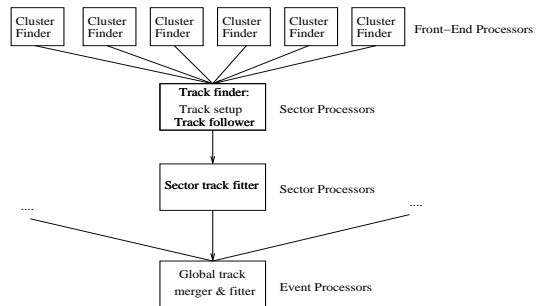 Cluster Finder
Cluster Finder
Cluster Finder
Cluster Finder
Cluster Finder
Cluster Finder
Front−End Processors
Track finder:
Track setup
Track follower
Sector Processors
Sector track fitter
Sector Processors
....
....
Global track
merger & fitter
Event Processors